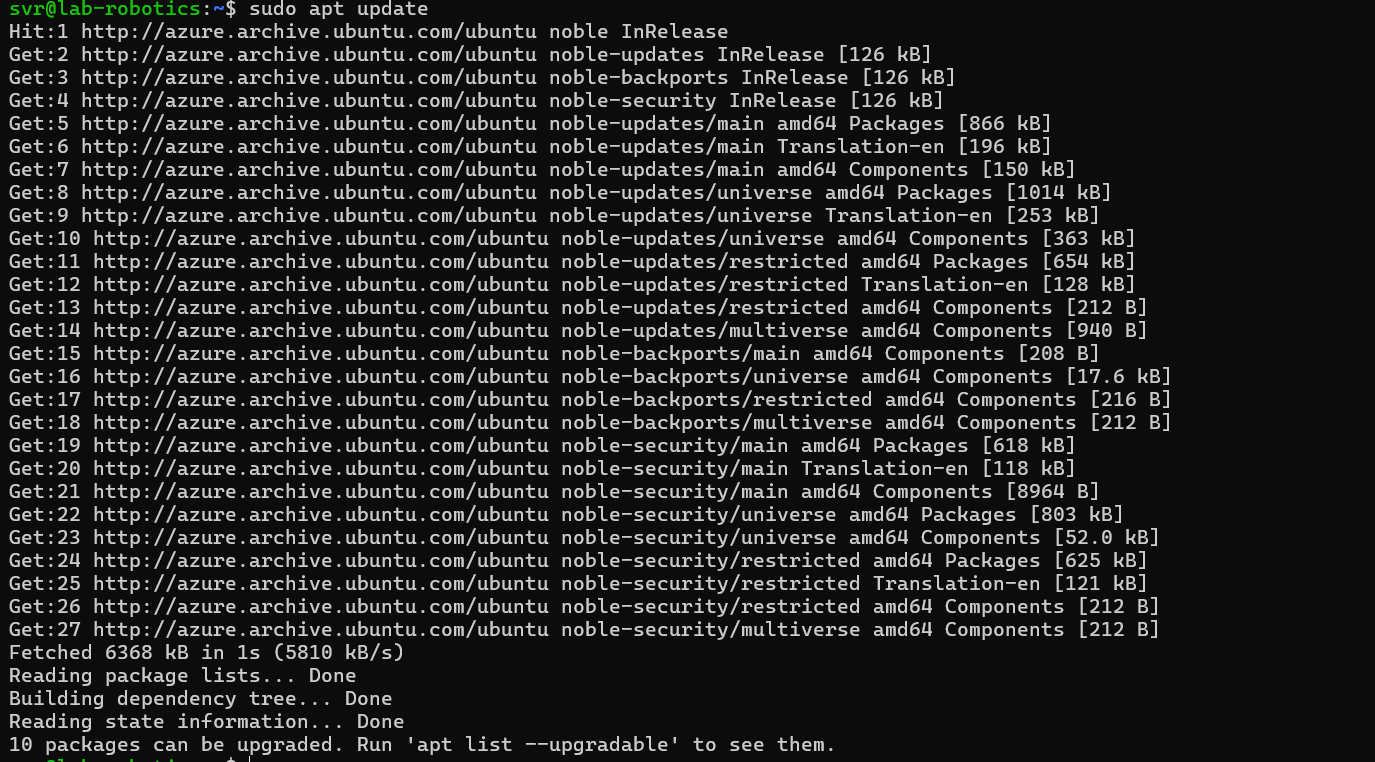 svr@lab-robotics:~$ sudo apt update
Hit:1 http://azure.archive.ubuntu.com/ubuntu noble InRelease
Get:2 http://azure.archive.ubuntu.com/ubuntu noble-updates InRelease [126 kB]
Get:3 http://azure.archive.ubuntu.com/ubuntu noble-backports InRelease [126 kB]
Get:4 http://azure.archive.ubuntu.com/ubuntu noble-security InRelease [126 kB]
Get:5 http://azure.archive.ubuntu.com/ubuntu noble-updates/main amd64 Packages [866 kB]
Get:6 http://azure.archive.ubuntu.com/ubuntu noble-updates/main Translation-en [196 kB]
Get:7 http://azure.archive.ubuntu.com/ubuntu noble-updates/main amd64 Components [150 kB]
Get:8 http://azure.archive.ubuntu.com/ubuntu noble-updates/universe amd64 Packages [1014 kB]
Get:9 http://azure.archive.ubuntu.com/ubuntu noble-updates/universe Translation-en [253 kB]
Get:10 http://azure.archive.ubuntu.com/ubuntu noble-updates/universe amd64 Components [363 kB]
Get:11 http://azure.archive.ubuntu.com/ubuntu noble-updates/restricted amd64 Packages [654 kB]
Get:12 http://azure.archive.ubuntu.com/ubuntu noble-updates/restricted Translation-en [128 kB]
Get:13 http://azure.archive.ubuntu.com/ubuntu noble-updates/restricted amd64 Components [212 B]
Get:14 http://azure.archive.ubuntu.com/ubuntu noble-updates/multiverse amd64 Components [940 B]
Get:15 http://azure.archive.ubuntu.com/ubuntu noble-backports/main amd64 Components [208 B]
Get:16 http://azure.archive.ubuntu.com/ubuntu noble-backports/universe amd64 Components [17.6 kB]
Get:17 http://azure.archive.ubuntu.com/ubuntu noble-backports/restricted amd64 Components [216 B]
Get:18 http://azure.archive.ubuntu.com/ubuntu noble-backports/multiverse amd64 Components [212 B]
Get:19 http://azure.archive.ubuntu.com/ubuntu noble-security/main amd64 Packages [618 kB]
Get:20 http://azure.archive.ubuntu.com/ubuntu noble-security/main Translation-en [118 kB]
Get:21 http://azure.archive.ubuntu.com/ubuntu noble-security/main amd64 Components [8964 B]
Get:22 http://azure.archive.ubuntu.com/ubuntu noble-security/universe amd64 Packages [803 kB]
Get:23 http://azure.archive.ubuntu.com/ubuntu noble-security/universe amd64 Components [52.0 kB]
Get:24 http://azure.archive.ubuntu.com/ubuntu noble-security/restricted amd64 Packages [625 kB]
Get:25 http://azure.archive.ubuntu.com/ubuntu noble-security/restricted Translation-en [121 kB]
Get:26 http://azure.archive.ubuntu.com/ubuntu noble-security/restricted amd64 Components [212 B]
Get:27 http://azure.archive.ubuntu.com/ubuntu noble-security/multiverse amd64 Components [212 B]
Fetched 6368 kB in 1s (5810 kB/s)
Reading package lists... Done
Building dependency tree... Done
Reading state information... Done
10 packages can be upgraded. Run 'apt list --upgradable' to see them.